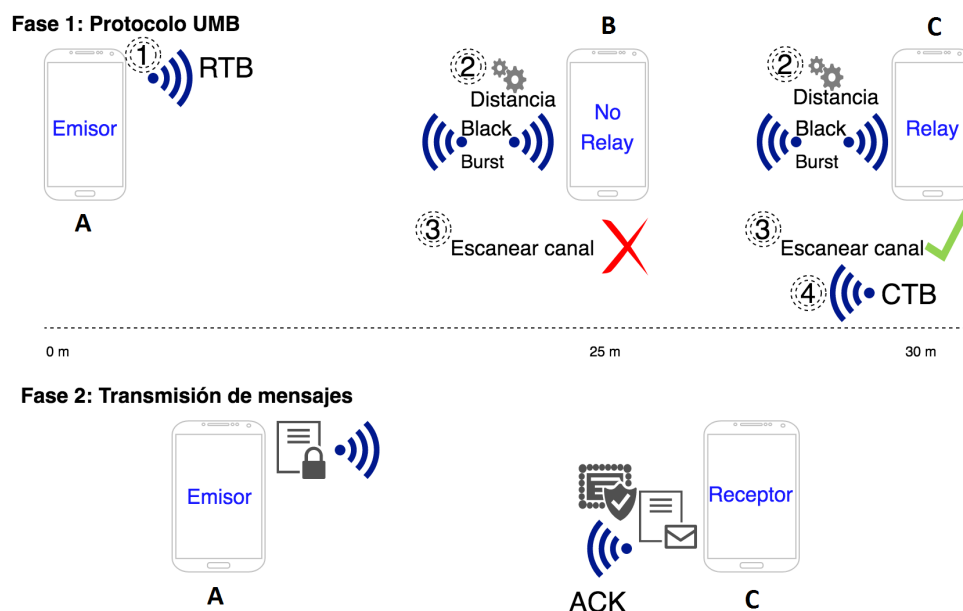 Fase 1: Protocolo UMB
B
C
1
RTB
Emisor
A
2
Distancia
Black
Burst
No
Relay
3
Escanear canal
2
Distancia
Black
Burst
Relay
3
Escanear canal
4
CTB
0 m
25 m
30 m
Fase 2: Transmisión de mensajes
Emisor
A
Receptor
ACK
C